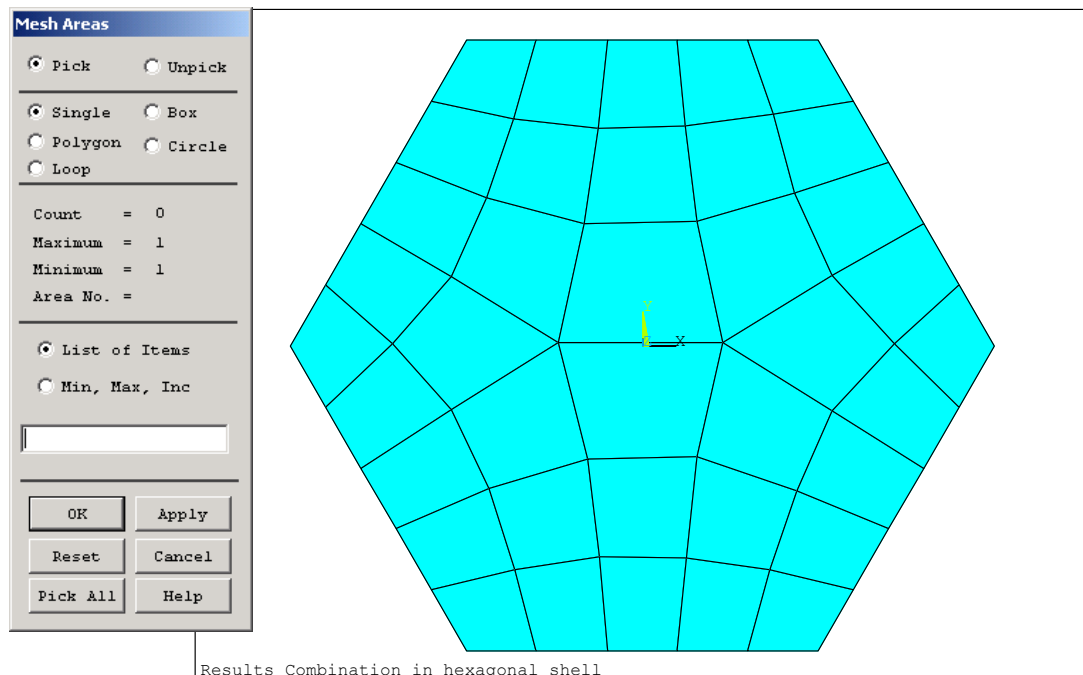 Mesh Areas
Pick Unpick
Single Box
Polygon Circle
Loop
Count = 0
Maximum = 1
Minimum = 1
Area No. =
List of Items
Min, Max, Inc
OK Apply
Reset Cancel
Pick All Help
Y
Z X
Results Combination in hexagonal shell